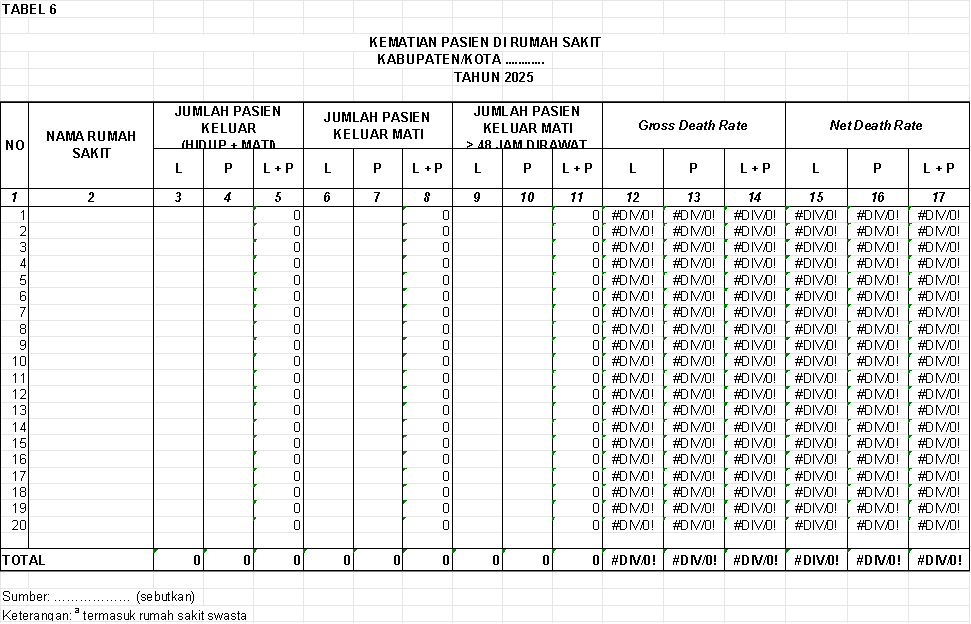 TABEL 6
KEMATIAN PASIEN DI RUMAH SAKIT
KABUPATEN/KOTA ............
TAHUN 2025
NO NAMA RUMAH SAKIT JUMLAH PASIEN KELUAR (HIDUP + MATI) JUMLAH PASIEN KELUAR MATI JUMLAH PASIEN KELUAR MATI > 48 JAM DIRAWAT Gross Death Rate Net Death Rate
L P L + P L P L + P L P L + P L P L + P L P L + P
1 2 3 4 5 6 7 8 9 10 11 12 13 14 15 16 17
1 0 0 0 #DIV/0! #DIV/0! #DIV/0! #DIV/0! #DIV/0! #DIV/0!
2 0 0 0 #DIV/0! #DIV/0! #DIV/0! #DIV/0! #DIV/0! #DIV/0!
3 0 0 0 #DIV/0! #DIV/0! #DIV/0! #DIV/0! #DIV/0! #DIV/0!
4 0 0 0 #DIV/0! #DIV/0! #DIV/0! #DIV/0! #DIV/0! #DIV/0!
5 0 0 0 #DIV/0! #DIV/0! #DIV/0! #DIV/0! #DIV/0! #DIV/0!
6 0 0 0 #DIV/0! #DIV/0! #DIV/0! #DIV/0! #DIV/0! #DIV/0!
7 0 0 0 #DIV/0! #DIV/0! #DIV/0! #DIV/0! #DIV/0! #DIV/0!
8 0 0 0 #DIV/0! #DIV/0! #DIV/0! #DIV/0! #DIV/0! #DIV/0!
9 0 0 0 #DIV/0! #DIV/0! #DIV/0! #DIV/0! #DIV/0! #DIV/0!
10 0 0 0 #DIV/0! #DIV/0! #DIV/0! #DIV/0! #DIV/0! #DIV/0!
11 0 0 0 #DIV/0! #DIV/0! #DIV/0! #DIV/0! #DIV/0! #DIV/0!
12 0 0 0 #DIV/0! #DIV/0! #DIV/0! #DIV/0! #DIV/0! #DIV/0!
13 0 0 0 #DIV/0! #DIV/0! #DIV/0! #DIV/0! #DIV/0! #DIV/0!
14 0 0 0 #DIV/0! #DIV/0! #DIV/0! #DIV/0! #DIV/0! #DIV/0!
15 0 0 0 #DIV/0! #DIV/0! #DIV/0! #DIV/0! #DIV/0! #DIV/0!
16 0 0 0 #DIV/0! #DIV/0! #DIV/0! #DIV/0! #DIV/0! #DIV/0!
17 0 0 0 #DIV/0! #DIV/0! #DIV/0! #DIV/0! #DIV/0! #DIV/0!
18 0 0 0 #DIV/0! #DIV/0! #DIV/0! #DIV/0! #DIV/0! #DIV/0!
19 0 0 0 #DIV/0! #DIV/0! #DIV/0! #DIV/0! #DIV/0! #DIV/0!
20 0 0 0 #DIV/0! #DIV/0! #DIV/0! #DIV/0! #DIV/0! #DIV/0!
TOTAL 0 0 0 0 0 0 0 0 0 #DIV/0! #DIV/0! #DIV/0! #DIV/0! #DIV/0! #DIV/0!
Sumber: ……………… (sebutkan)
Keterangan: ª termasuk rumah sakit swasta